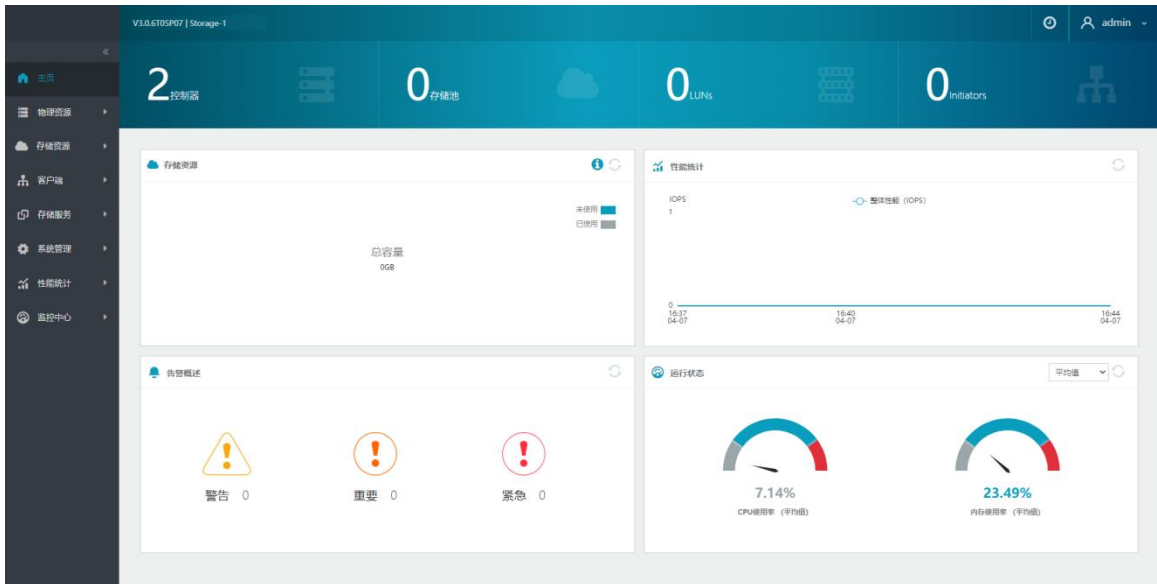 V3.0.6T05P07 | Storage-1
admin
主页
物理资源
存储资源
客户端
存储服务
系统管理
性能统计
监控中心
2控制器
0存储池
0LUNs
0Initiators
存储资源
未使用
已使用
总容量
0GB
性能统计
IOPS
整体性能（IOPS）
1
0
16:37 16:40 16:44
04-07 04-07 04-07
告警概述
警告 0 重要 0 紧急 0
运行状态
平均值
7.14% 23.49%
CPU使用率 （平均值） 内存使用率 （平均值）